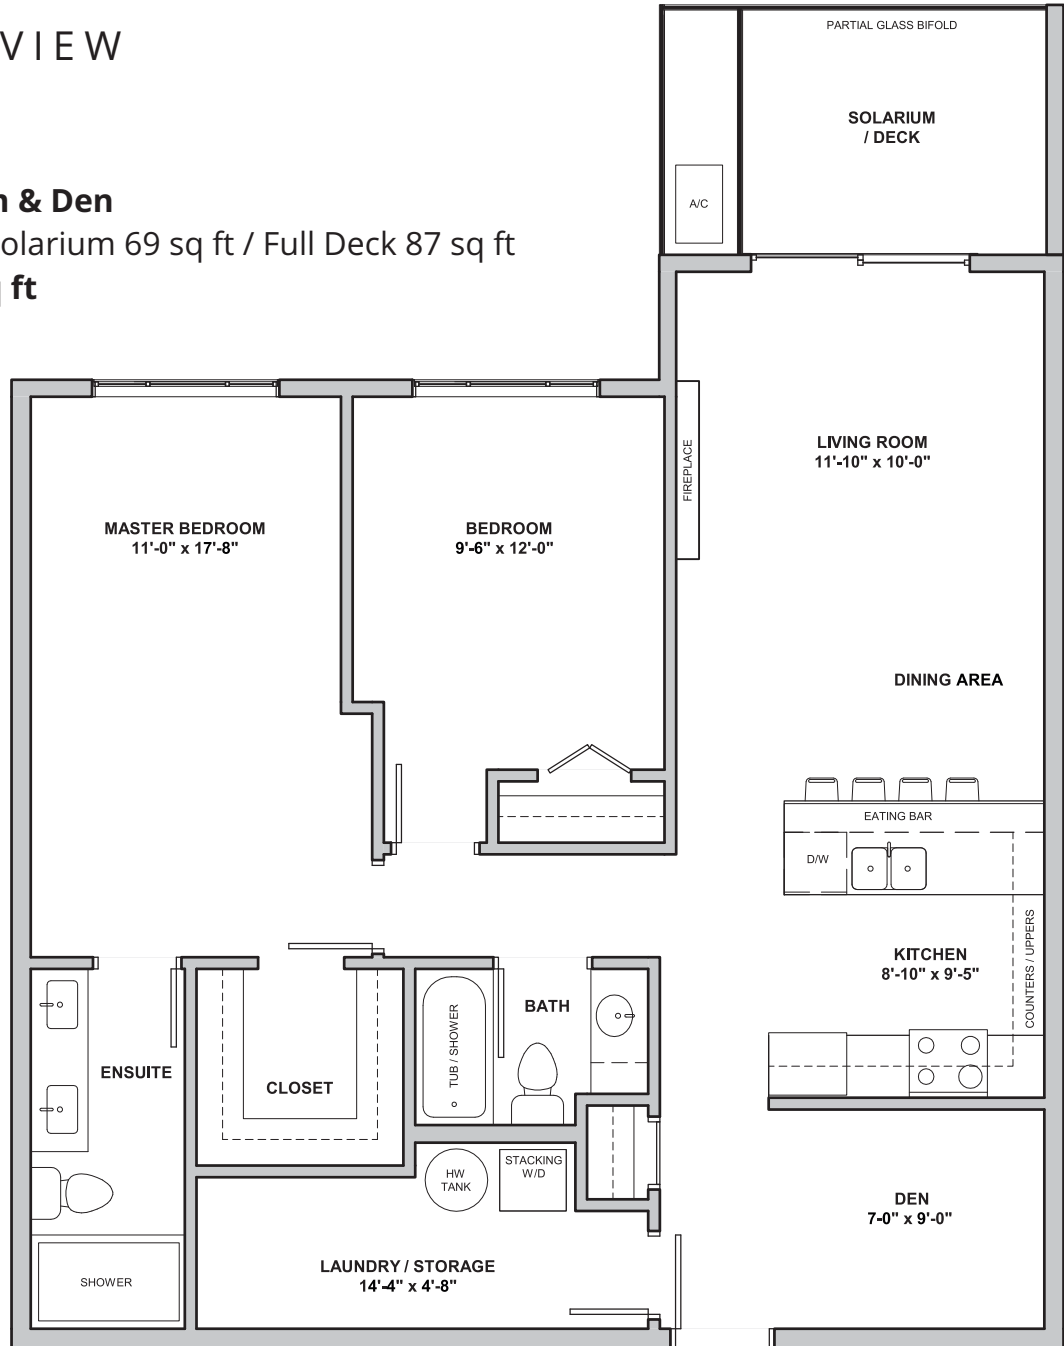 VIEW
& Den
olarium 69 sq ft / Full Deck 87 sq ft
ft
PARTIAL GLASS BIFOLD
SOLARIUM
/ DECK
A/C
LIVING ROOM
11'-10" x 10'-0"
FIREPLACE
MASTER BEDROOM
11'-0" x 17'-8"
BEDROOM
9'-6" x 12'-0"
DINING AREA
EATING BAR
D/W
KITCHEN
8'-10" x 9'-5"
COUNTERS / UPPERS
BATH
TUB / SHOWER
ENSUITE
CLOSET
HW
TANK
STACKING
W/D
DEN
7-0" x 9'-0"
LAUNDRY / STORAGE
14'-4" x 4'-8"
SHOWER